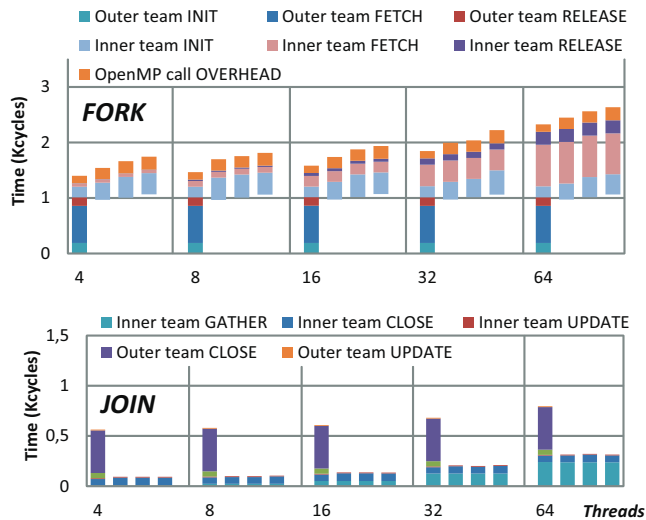 Outer team INIT Outer team FETCH Outer team RELEASE
Inner team INIT Inner team FETCH Inner team RELEASE
OpenMP call OVERHEAD
Time (Kcycles)
3
2
1
0
FORK
4 8 16 32 64
Inner team GATHER Inner team CLOSE Inner team UPDATE
Outer team CLOSE Outer team UPDATE
Time (Kcycles)
1,5
1
0,5
0
JOIN
4 8 16 32 64 Threads